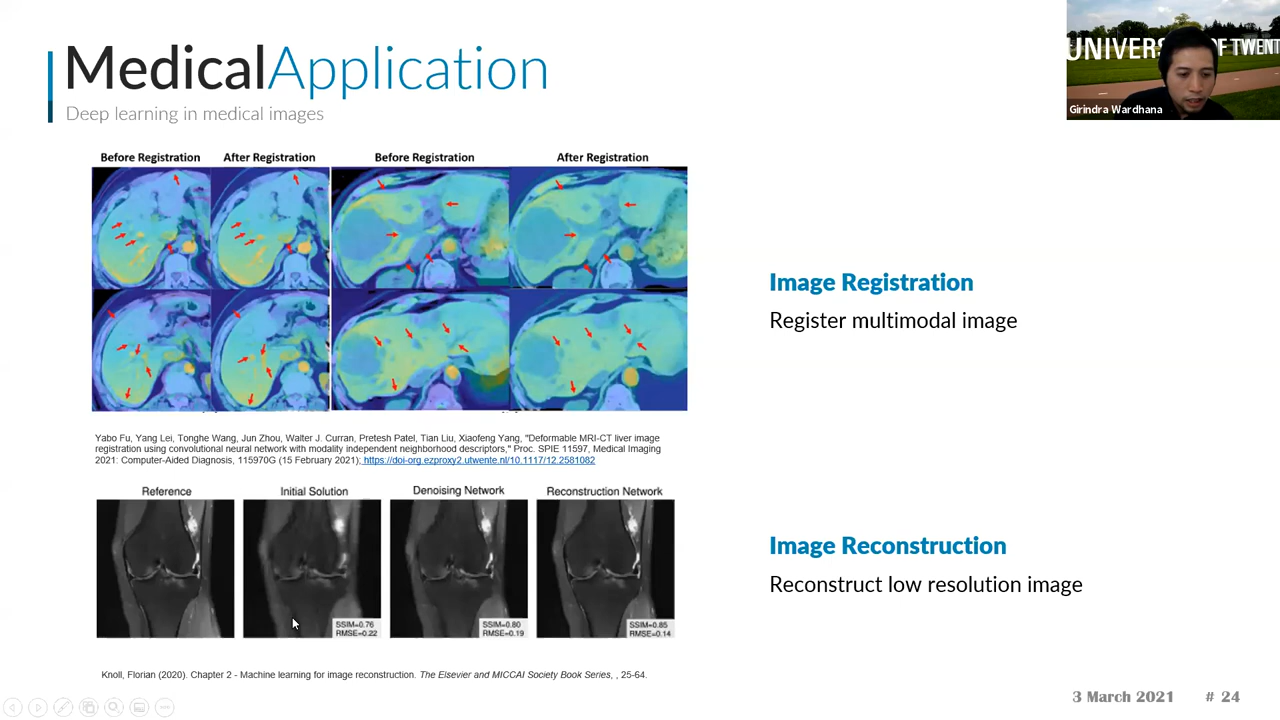 MedicalApplication
Deep learning in medical images
UNIVERS OF TWENT
Girindra Wardhana
Before Registration After Registration Before Registration After Registration
Image Registration
Register multimodal image
Yabo Fu, Yang Lei, Tonghe Wang, Jun Zhou, Walter J. Curran, Pretesh Patel, Tian Liu, Xiaofeng Yang, "Deformable MRI-CT liver image
registration using convolutional neural network with modality independent neighborhood descriptors," Proc. SPIE 11597, Medical Imaging
2021: Computer-Aided Diagnosis, 115970G (15 February 2021); https://doi-org.ezproxy2.utwente.nl/10.1117/12.2581082
Reference Initial Solution Denoising Network Reconstruction Network
SSIM=0.76
RMSE=0.22
SSIM=0.80
RMSE=0.19
SSIM=0.85
RMSE=0.14
Image Reconstruction
Reconstruct low resolution image
Knoll, Florian (2020). Chapter 2 - Machine learning for image reconstruction. The Elsevier and MICCAI Society Book Series, , 25-64.
3 March 2021 # 24